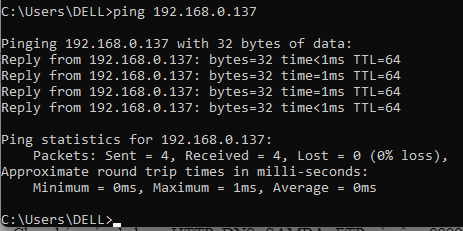 C:\Users\DELL>ping 192.168.0.137
Pinging 192.168.0.137 with 32 bytes of data:
Reply from 192.168.0.137: bytes=32 time<1ms TTL=64
Reply from 192.168.0.137: bytes=32 time=1ms TTL=64
Reply from 192.168.0.137: bytes=32 time=1ms TTL=64
Reply from 192.168.0.137: bytes=32 time<1ms TTL=64
Ping statistics for 192.168.0.137:
Packets: Sent = 4, Received = 4, Lost = 0 (0% loss),
Approximate round trip times in milli-seconds:
Minimum = 0ms, Maximum = 1ms, Average = 0ms
C:\Users\DELL>